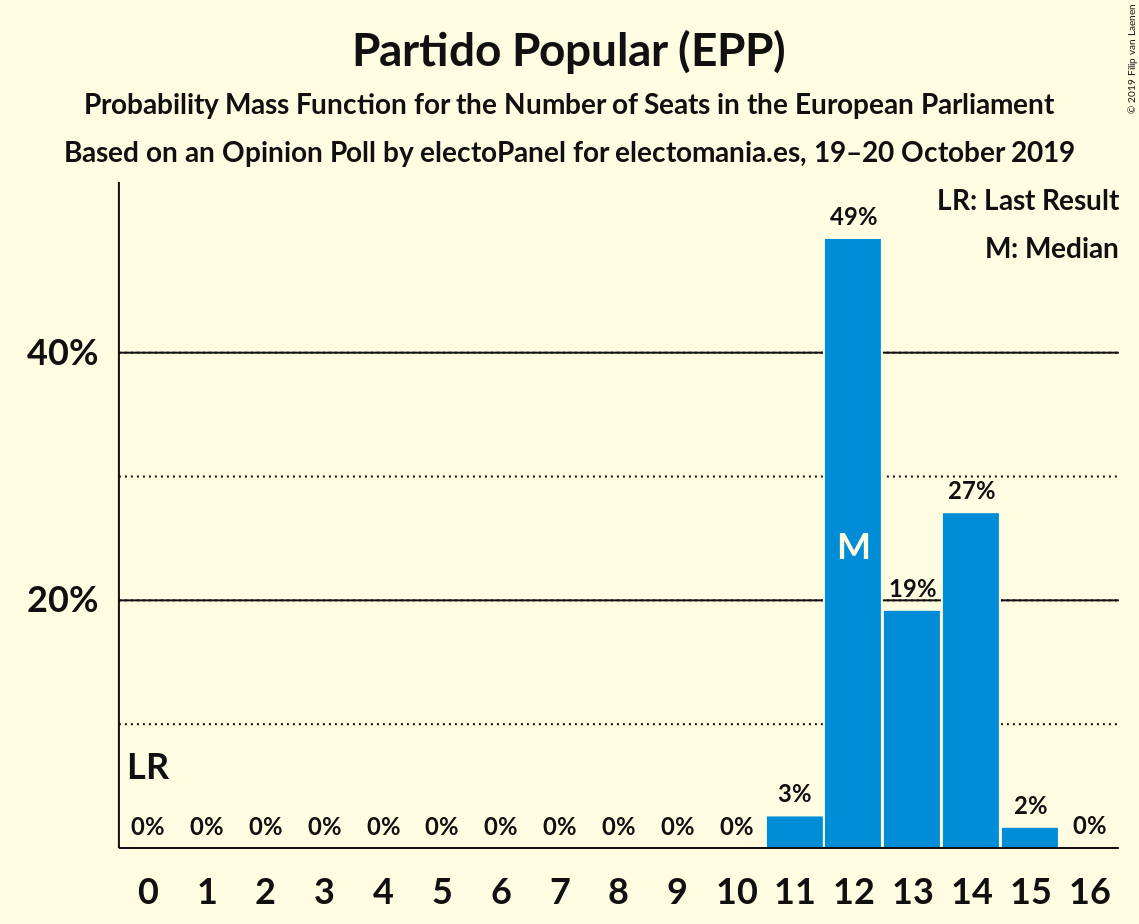 Partido Popular (EPP)
Probability Mass Function for the Number of Seats in the European Parliament
Based on an Opinion Poll by electoPanel for electomania.es, 19–20 October 2019
© 2019 Filip van Laenen
LR: Last Result
M: Median
49%
40%
27%
M
20%
19%
LR
0% 0% 0% 0% 0% 0% 0% 0% 0% 0% 0% 3% 2% 0%
0 1 2 3 4 5 6 7 8 9 10 11 12 13 14 15 16